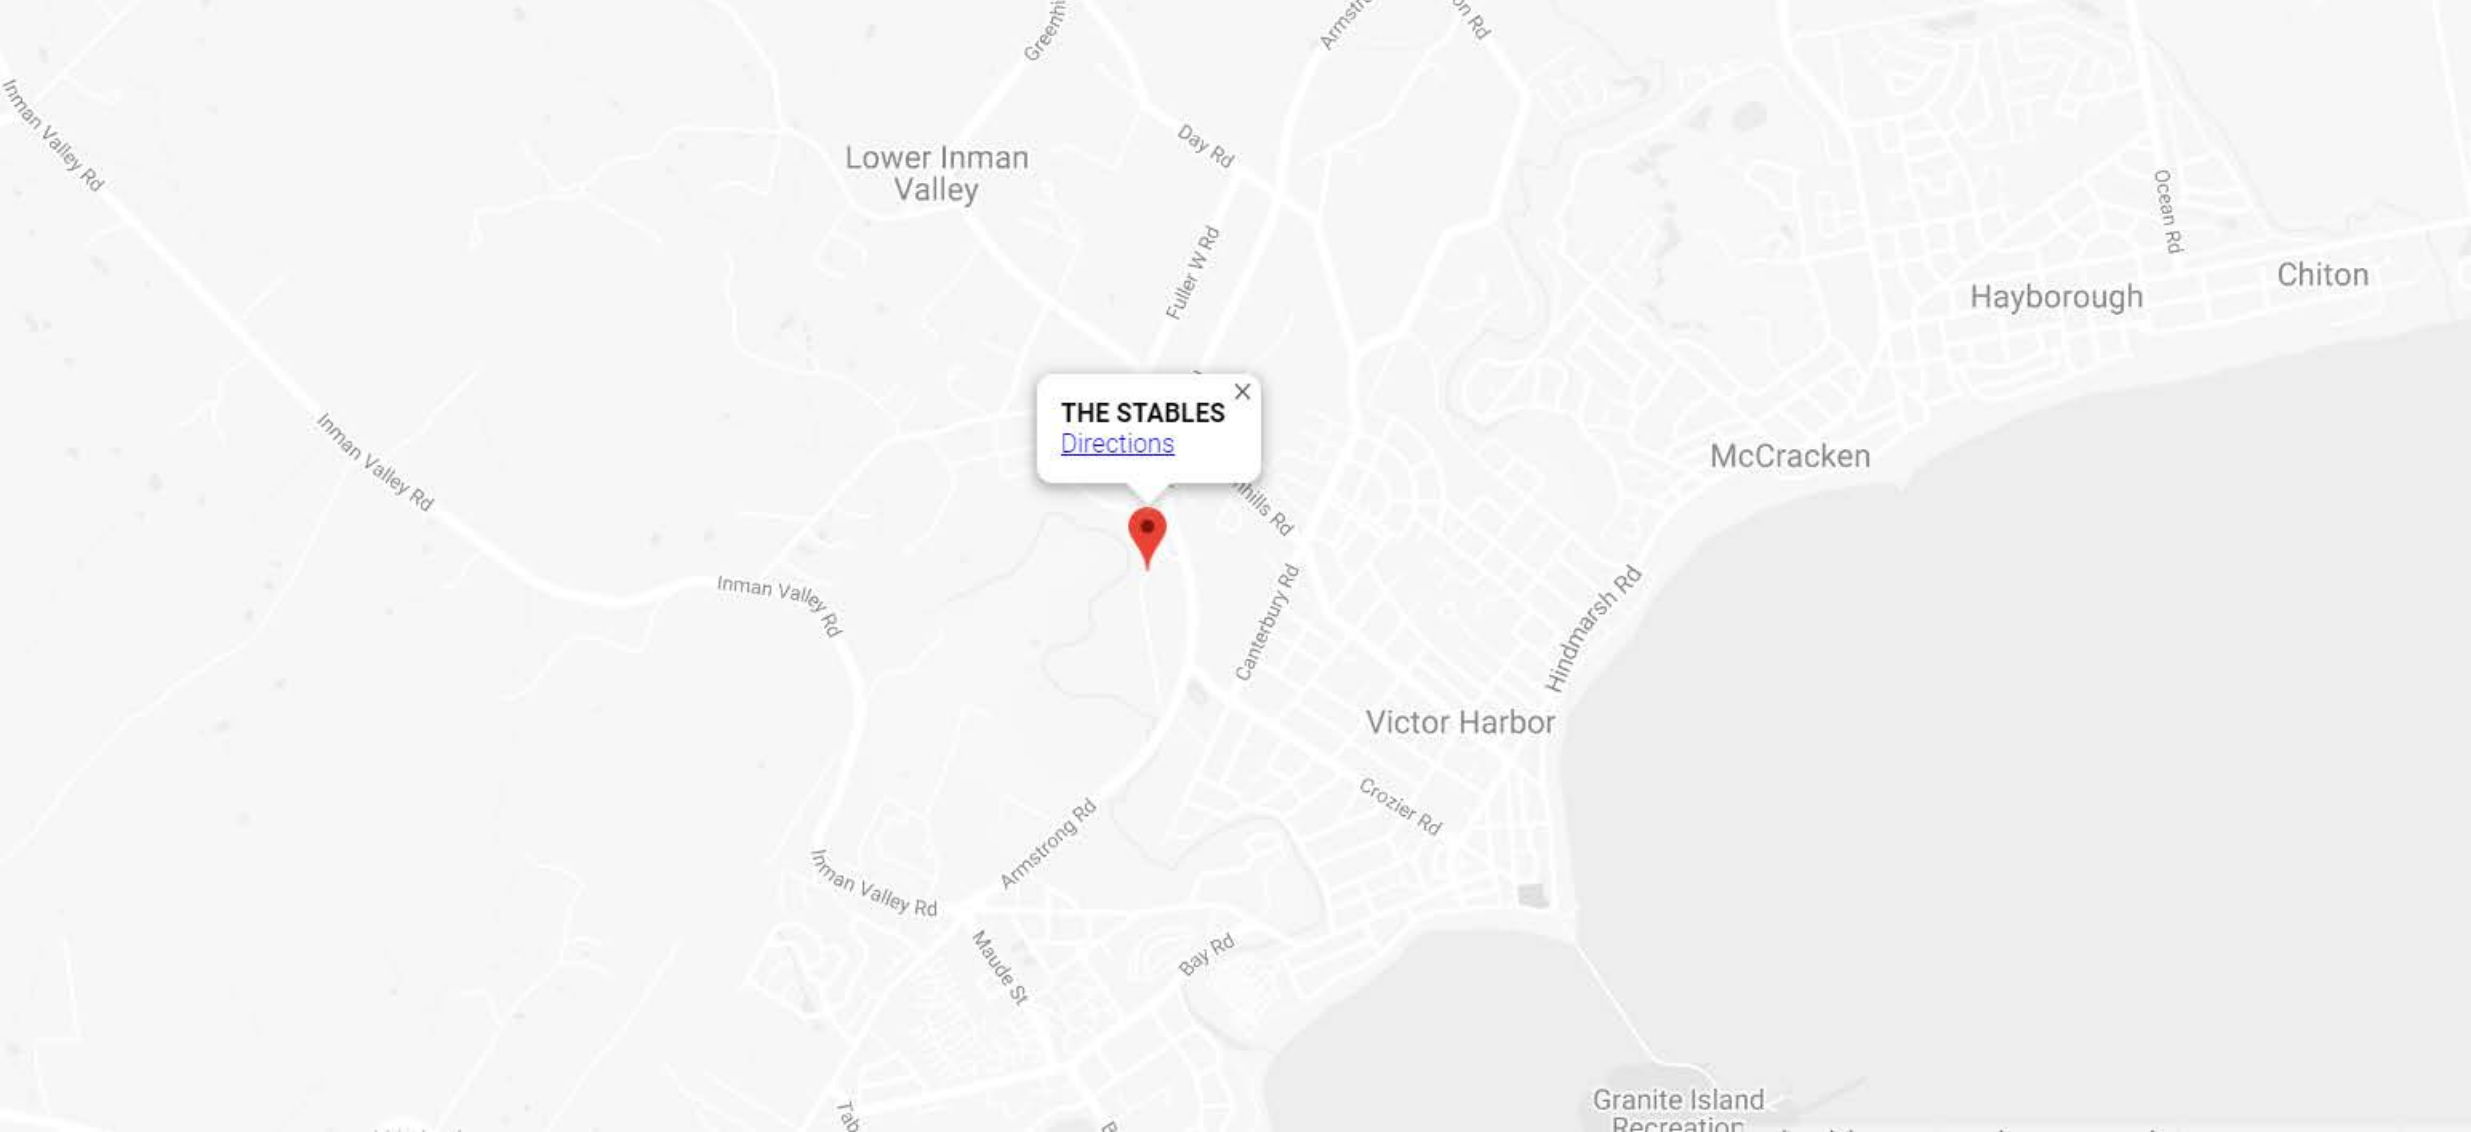 Inman Valley Rd
Day Rd
Lower Inman
Valley
Fuller W Rd
Ocean Rd
Hayborough
Chiton
THE STABLES
Directions
Inman Valley Rd
McCracken
Inman Valley Rd
Canterbury Rd
Hindmarsh Rd
Victor Harbor
Crozier Rd
Armstrong Rd
Inman Valley Rd
Maude St
Bay Rd
Granite Island
Recreation